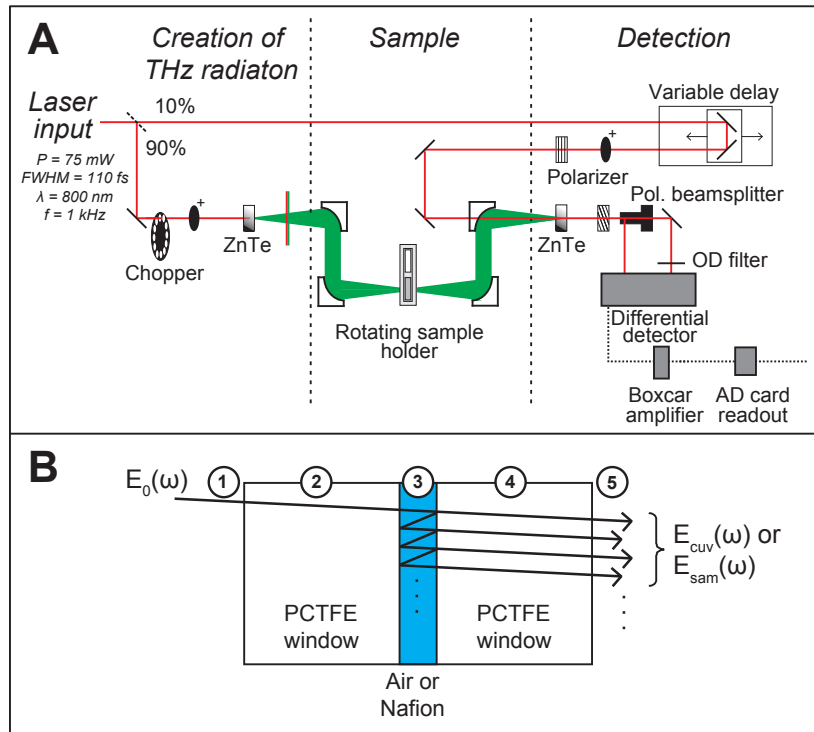 A
Creation of
THz radiaton
Sample
Detection
Laser
input
10%
90%
P = 75 mW
FWHM = 110 fs
λ = 800 nm
f = 1 kHz
Chopper
+
ZnTe
Rotating sample
holder
Variable delay
+
Polarizer
Pol. beamsplitter
ZnTe
OD filter
Differential
detector
Boxcar
amplifier
AD card
readout
B
E0(ω)
1
2
3
4
5
Ecuv(ω) or
Esam(ω)
PCTFE
window
PCTFE
window
Air or
Nafion